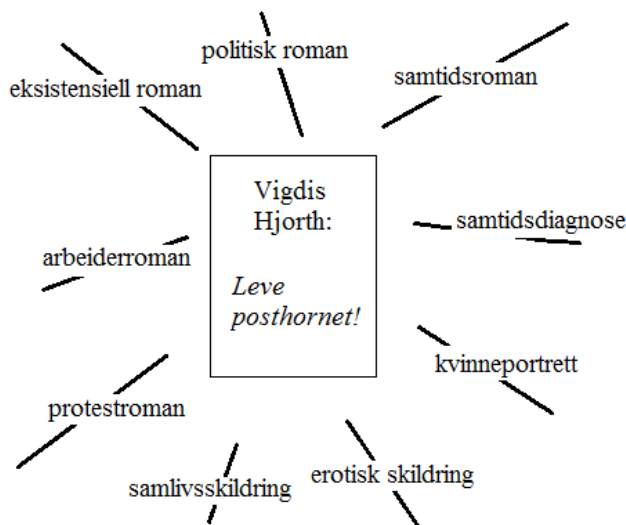 politisk roman
samtidsroman
eksistensiell roman
Vigdis
Hjorth:
Leve
posthornet!
samtidsdiagnose
arbeiderroman
kvinneportrett
protestroman
erotisk skildring
samlivsskildring